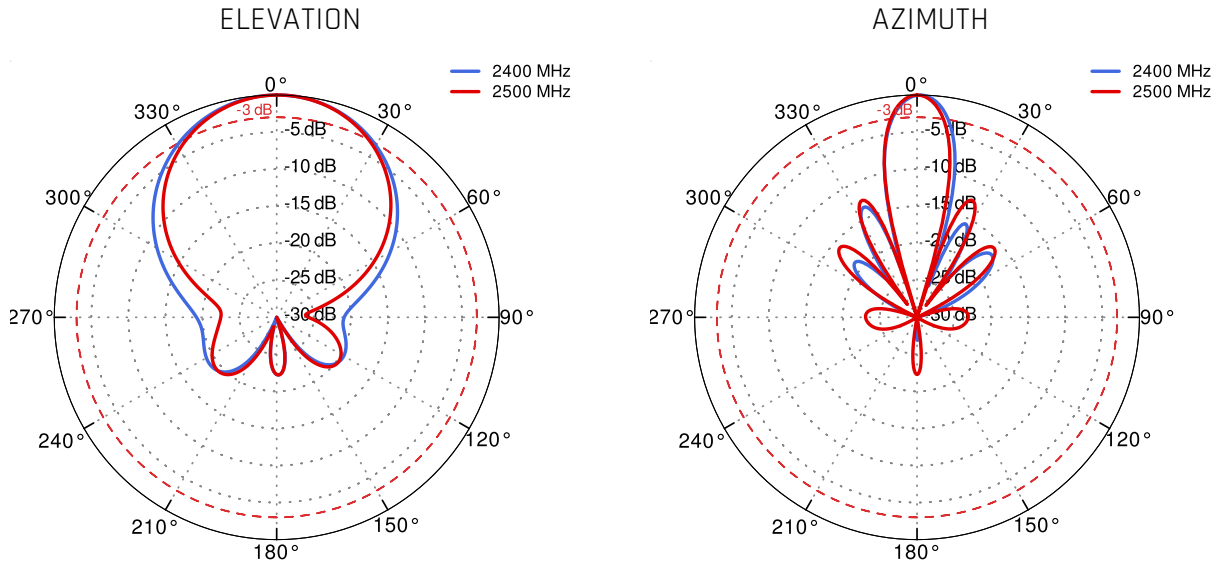 ELEVATION
2400 MHz
2500 MHz
0°
330°
30°
-3 dB
-5 dB
-10 dB
300°
60°
-15 dB
-20 dB
-25 dB
270°
-30 dB
90°
240°
120°
210°
150°
180°
AZIMUTH
2400 MHz
2500 MHz
0°
330°
30°
-3 dB
-5 dB
-10 dB
300°
60°
-15 dB
-20 dB
-25 dB
270°
-30 dB
90°
240°
120°
210°
150°
180°